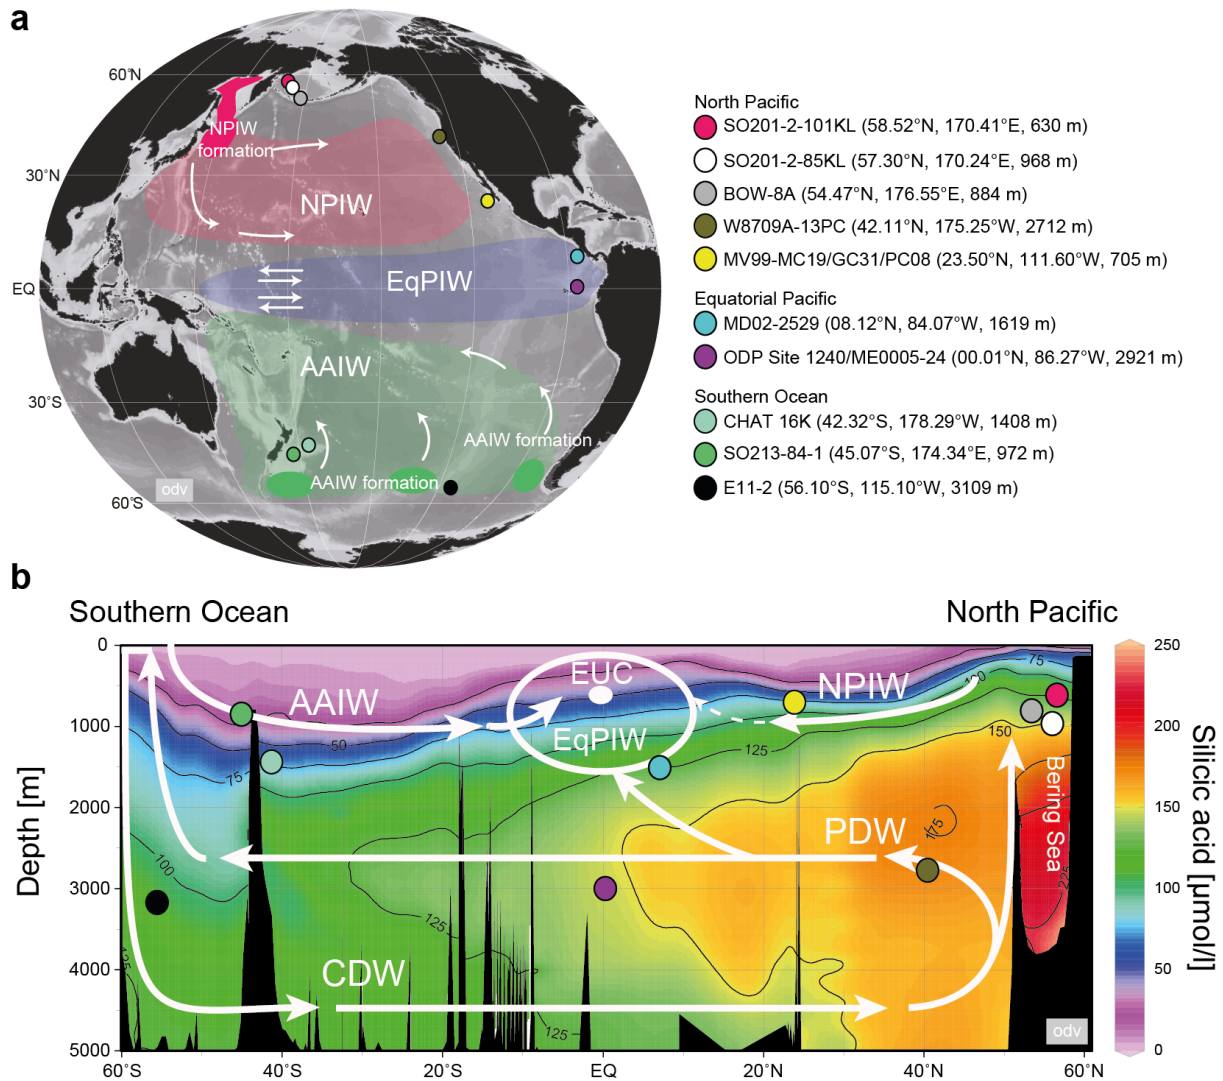 a
60°N
30°N
EQ
30°S
60°S
NPIW
formation
NPIW
EqPIW
AAIW
AAIW formation
AAIW formation
odv
North Pacific
SO201-2-101KL (58.52°N, 170.41°E, 630 m)
SO201-2-85KL (57.30°N, 170.24°E, 968 m)
BOW-8A (54.47°N, 176.55°E, 884 m)
W8709A-13PC (42.11°N, 175.25°W, 2712 m)
MV99-MC19/GC31/PC08 (23.50°N, 111.60°W, 705 m)
Equatorial Pacific
MD02-2529 (08.12°N, 84.07°W, 1619 m)
ODP Site 1240/ME0005-24 (00.01°N, 86.27°W, 2921 m)
Southern Ocean
CHAT 16K (42.32°S, 178.29°W, 1408 m)
SO213-84-1 (45.07°S, 174.34°E, 972 m)
E11-2 (56.10°S, 115.10°W, 3109 m)
b
Southern Ocean
North Pacific
Depth [m]
0
1000
2000
3000
4000
5000
60°S
40°S
20°S
EQ
20°N
40°N
60°N
AAIW
EUC
EqPIW
NPIW
PDW
CDW
Bering Sea
50
75
100
125
125
125
125
75
100
150
175
225
odv
250
200
150
100
50
0
Silicic acid [µmol/l]